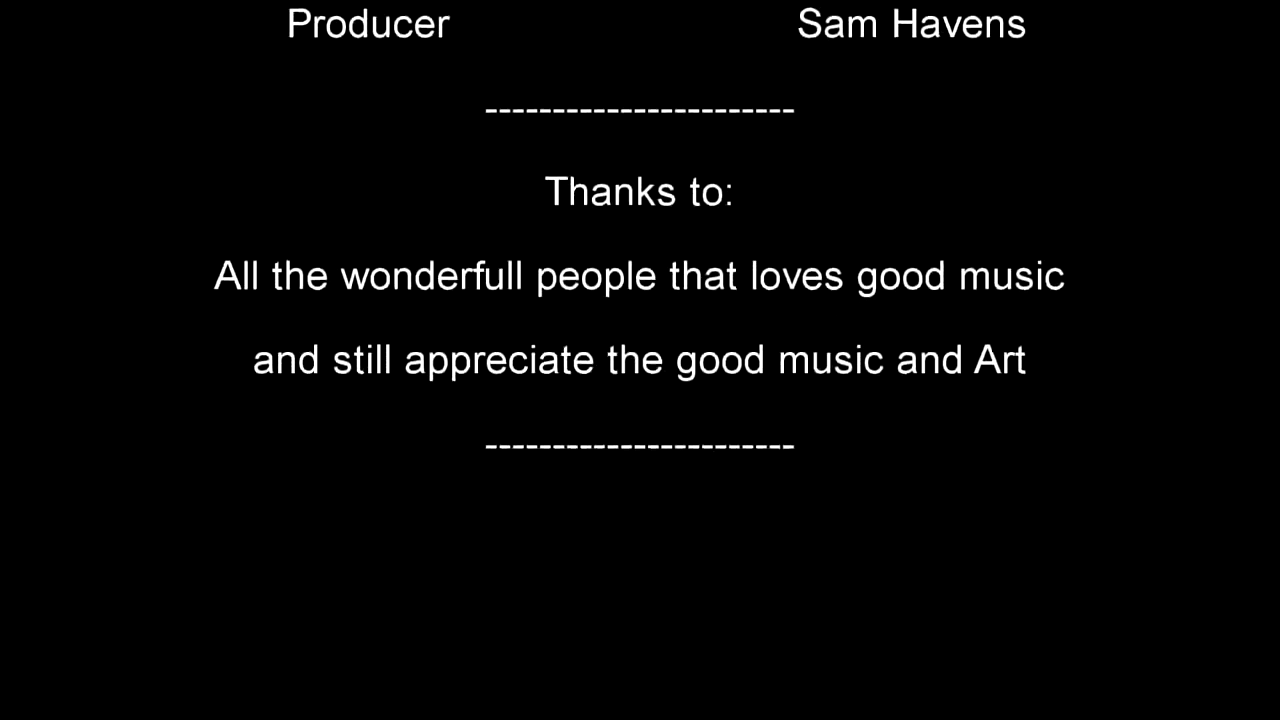 Producer Sam Havens
-----------------------
Thanks to:
All the wonderfull people that loves good music
and still appreciate the good music and Art
-----------------------